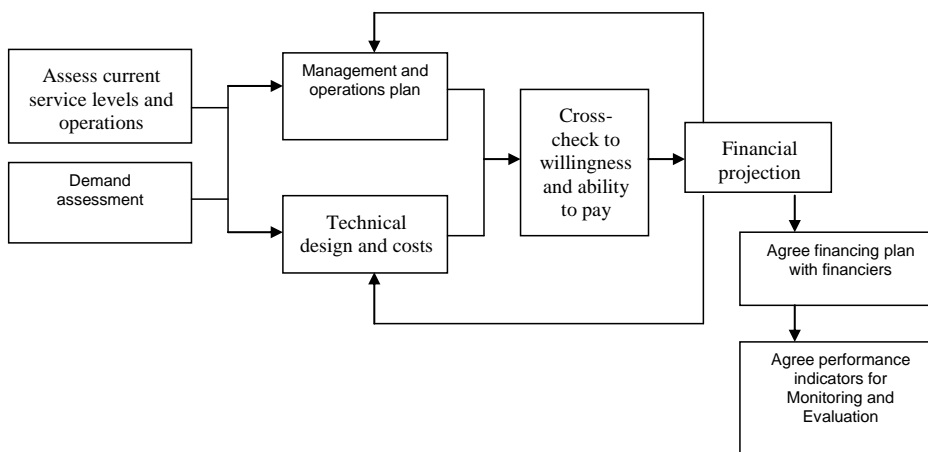 Assess current
service levels and
operations
Demand
assessment
Management and
operations plan
Technical
design and costs
Cross-
check to
willingness
and ability
to pay
Financial
projection
Agree financing plan
with financiers
Agree performance
indicators for
Monitoring and
Evaluation